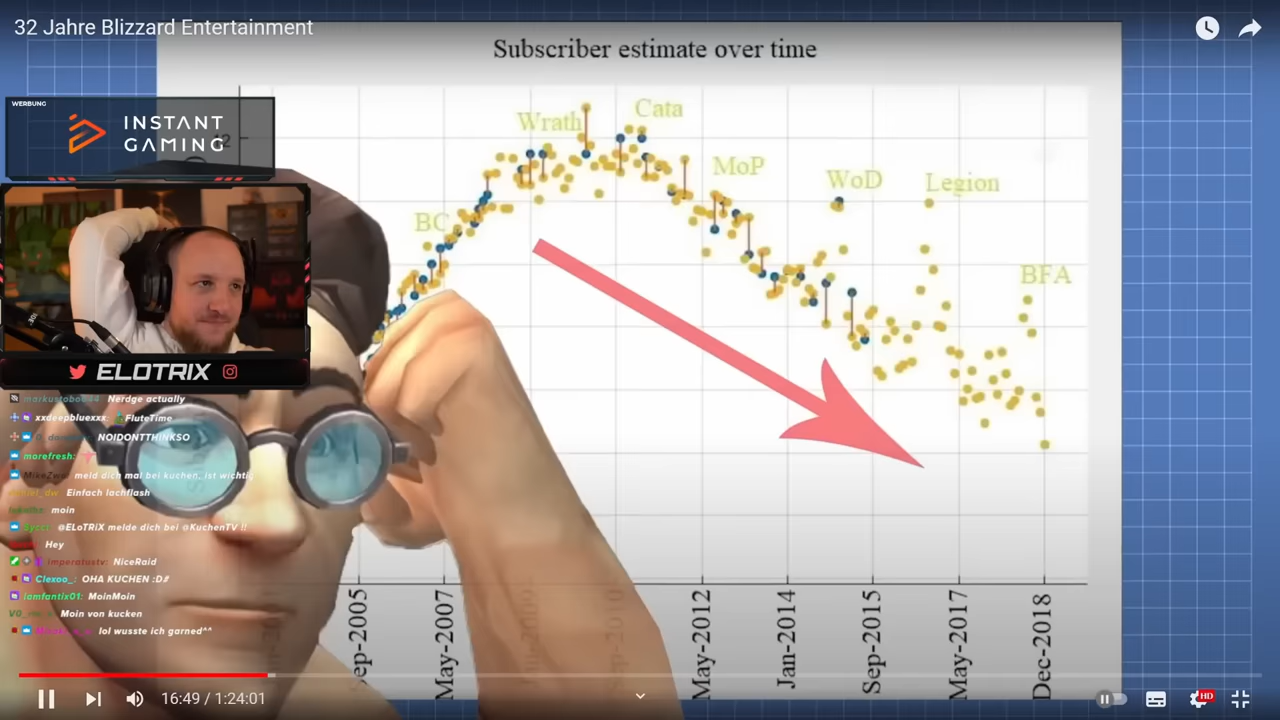 32 Jahre Blizzard Entertainment
Subscriber estimate over time
WERBUNG
INSTANT
GAMING
12
Wrath
Cata
MoP
WoD
Legion
BC
BFA
ELOTRIX
Nerdge actually
xxdeepbluexxx: FluteTime
NOIDONTTHINKSO
morefresh:
MikeZwo meld dich mal bei kuchen, ist wichtig
Einfach lachflash
moin
@ELoTRiX melde dich bei @KuchenTV !!
Hey
Imperatustv: NiceRaid
Clexoo_: OHA KUCHEN :D#
iamfantix01: MoinMoin
Moin von kucken
lol wusste ich garned^^
Sep-2005
May-2007
May-2012
Jan-2014
Sep-2015
May-2017
Dec-2018
16:49 / 1:24:01
HD